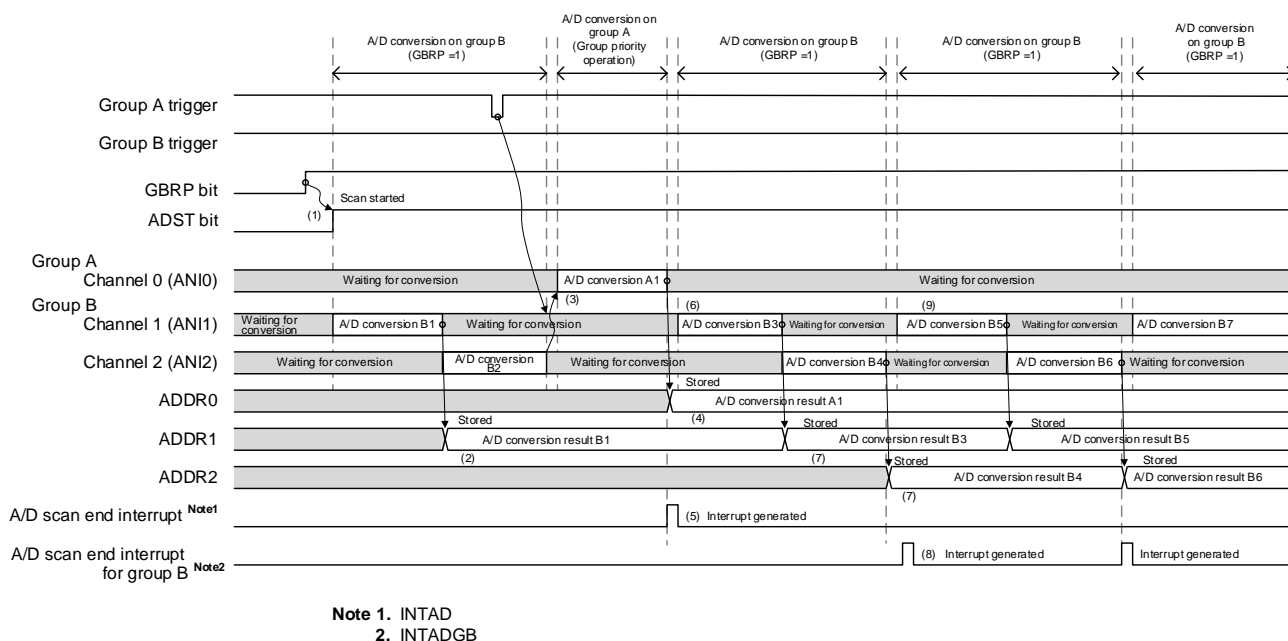 A/D conversion on group B
(GBRP =1)
A/D conversion on
group A
(Group priority
operation)
A/D conversion on group B
(GBRP =1)
A/D conversion on group B
(GBRP =1)
A/D conversion
on group B
(GBRP =1)
Group A trigger
Group B trigger
GBRP bit
Scan started
(1)
ADST bit
Group A
Channel 0 (ANI0)
Waiting for conversion
A/D conversion A1
Waiting for conversion
(3)
(6)
(9)
Group B
Channel 1 (ANI1)
Waiting for
conversion
A/D conversion B1
Waiting for conversion
A/D conversion B3
Waiting for conversion
A/D conversion B5
Waiting for conversion
A/D conversion B7
Channel 2 (ANI2)
Waiting for conversion
A/D conversion
B2
Waiting for conversion
A/D conversion B4
Waiting for conversion
A/D conversion B6
Waiting for conversion
Stored
ADDR0
A/D conversion result A1
(4)
Stored
Stored
Stored
ADDR1
A/D conversion result B1
A/D conversion result B3
A/D conversion result B5
(2)
(7)
Stored
Stored
ADDR2
A/D conversion result B4
A/D conversion result B6
(7)
A/D scan end interrupt Note1
(5) Interrupt generated
A/D scan end interrupt
for group B Note2
(8) Interrupt generated
Interrupt generated
Note 1. INTAD
2. INTADGB